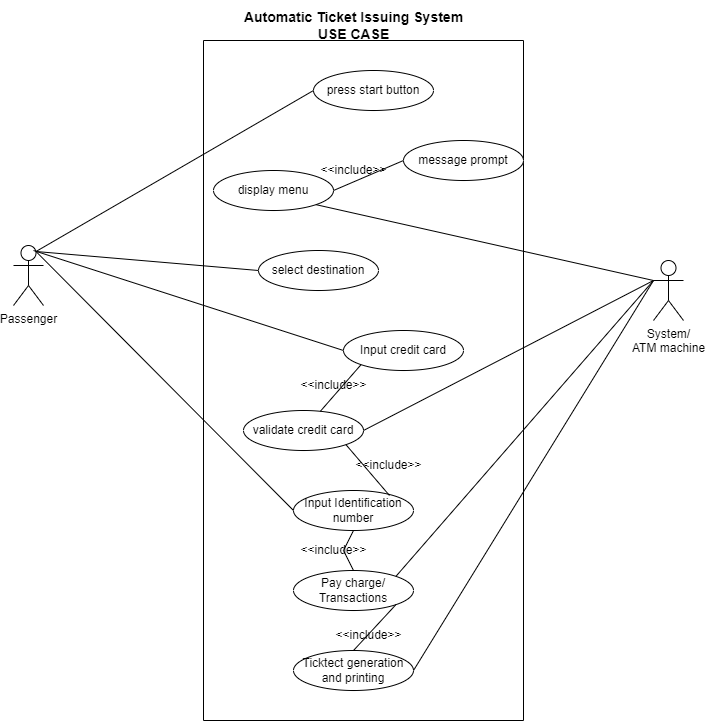 Automatic Ticket Issuing System
USE CASE
press start button
message prompt
<<include>>
display menu
select destination
Passenger
System/
ATM machine
Input credit card
<<include>>
validate credit card
<<include>>
Input Identification
number
<<include>>
Pay charge/
Transactions
<<include>>
Ticktect generation
and printing